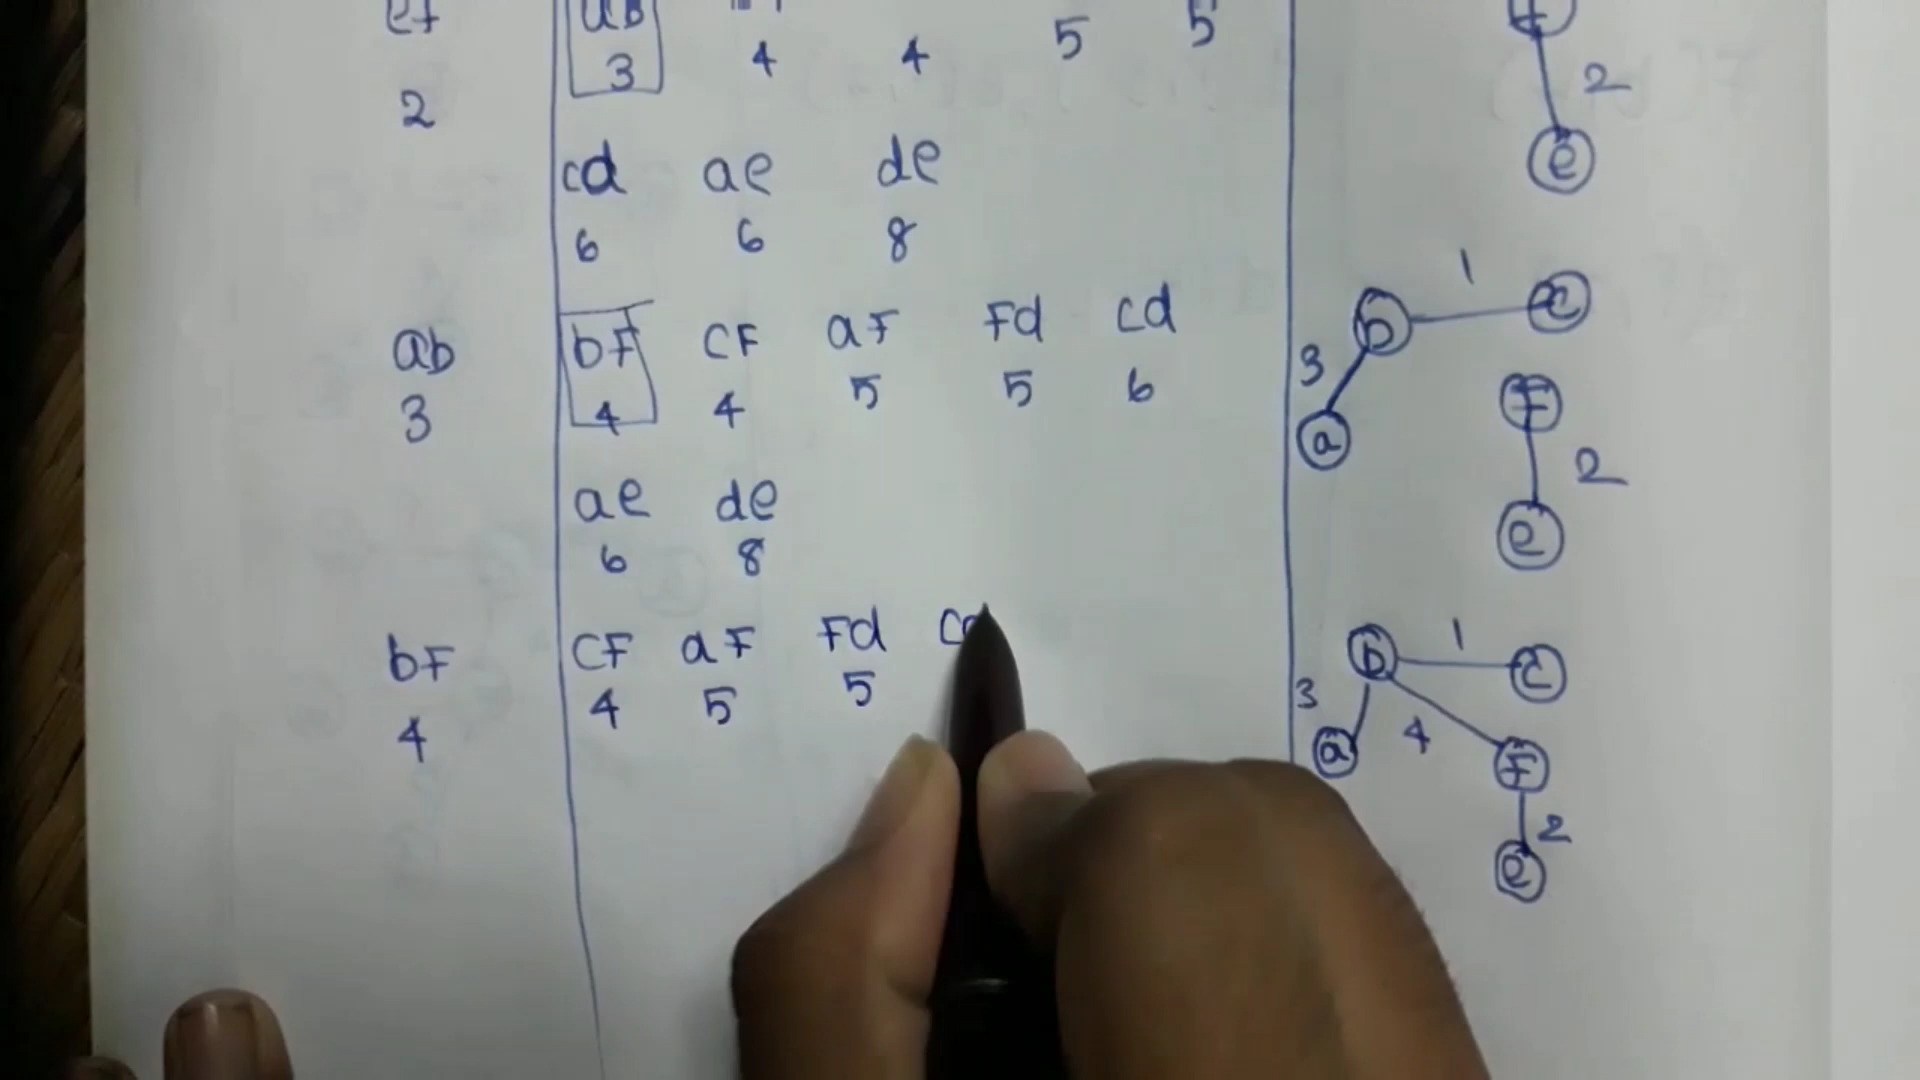 ef ab
2 3 4 4 5 5
cd ae de
6 6 8
ab bF CF aF Fd cd
3 4 4 5 5 6
ae de
6 8
bF CF aF Fd
4 4 5 5
2
e
1
b c
3
a
F
2
e
1
b c
3
a 4
F
2
e